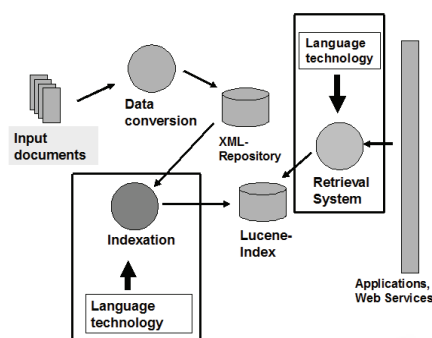 Language
technology
Input
documents
Data
conversion
XML-
Repository
Retrieval
System
Indexation
Lucene-
Index
Language
technology
Applications,
Web Services